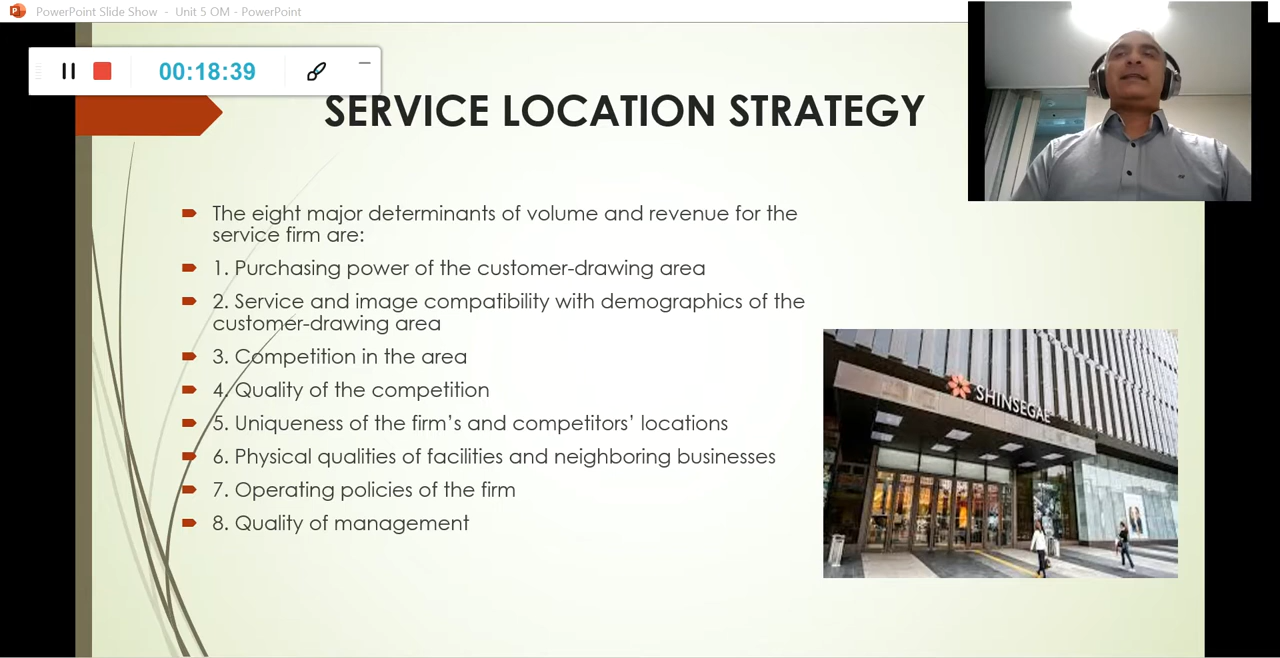 PowerPoint Slide Show - Unit 5 OM - PowerPoint
00:18:39
SERVICE LOCATION STRATEGY
The eight major determinants of volume and revenue for the
service firm are:
1. Purchasing power of the customer-drawing area
2. Service and image compatibility with demographics of the
customer-drawing area
3. Competition in the area
4. Quality of the competition
5. Uniqueness of the firm’s and competitors’ locations
6. Physical qualities of facilities and neighboring businesses
7. Operating policies of the firm
8. Quality of management
SHINSEGAE